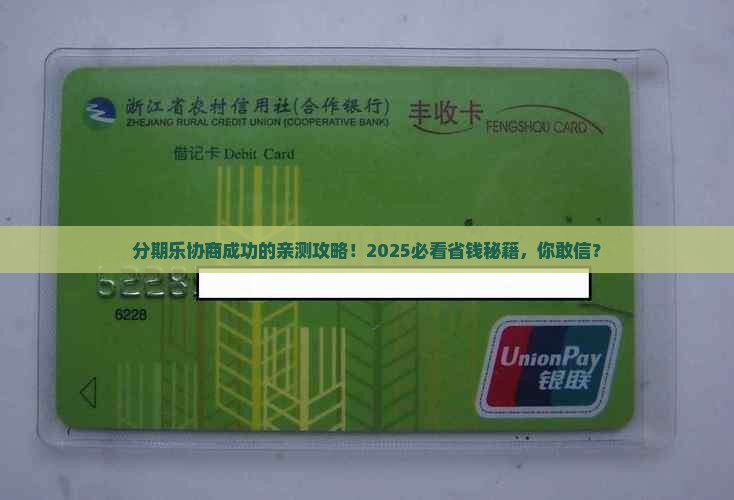 浙江省农村信用社(合作银行)
ZHEJIANG RURAL CREDIT UNION (COOPERATIVE BANK)
丰收卡
FENGSHOU CARD
借记卡 Debit Card
分期乐协商成功的亲测攻略！2025必看省钱秘籍，你敢信？
6228
6228
UnionPay
银联